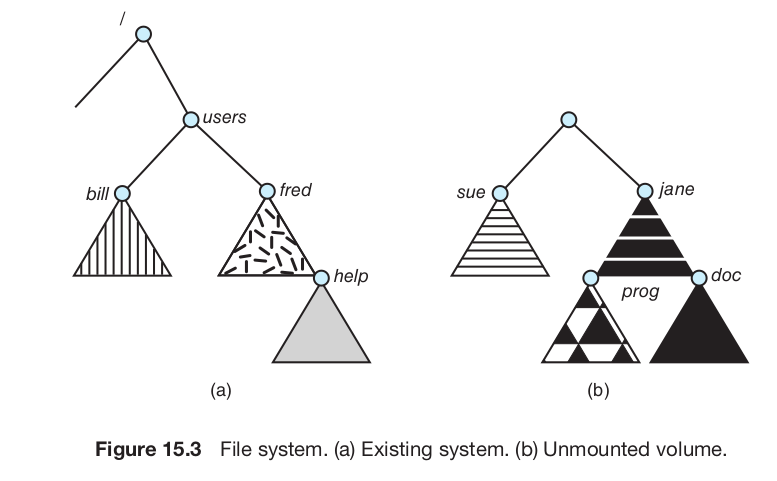 /
users
bill
fred
help
sue
jane
prog
doc
(a)
(b)
Figure 15.3 File system. (a) Existing system. (b) Unmounted volume.